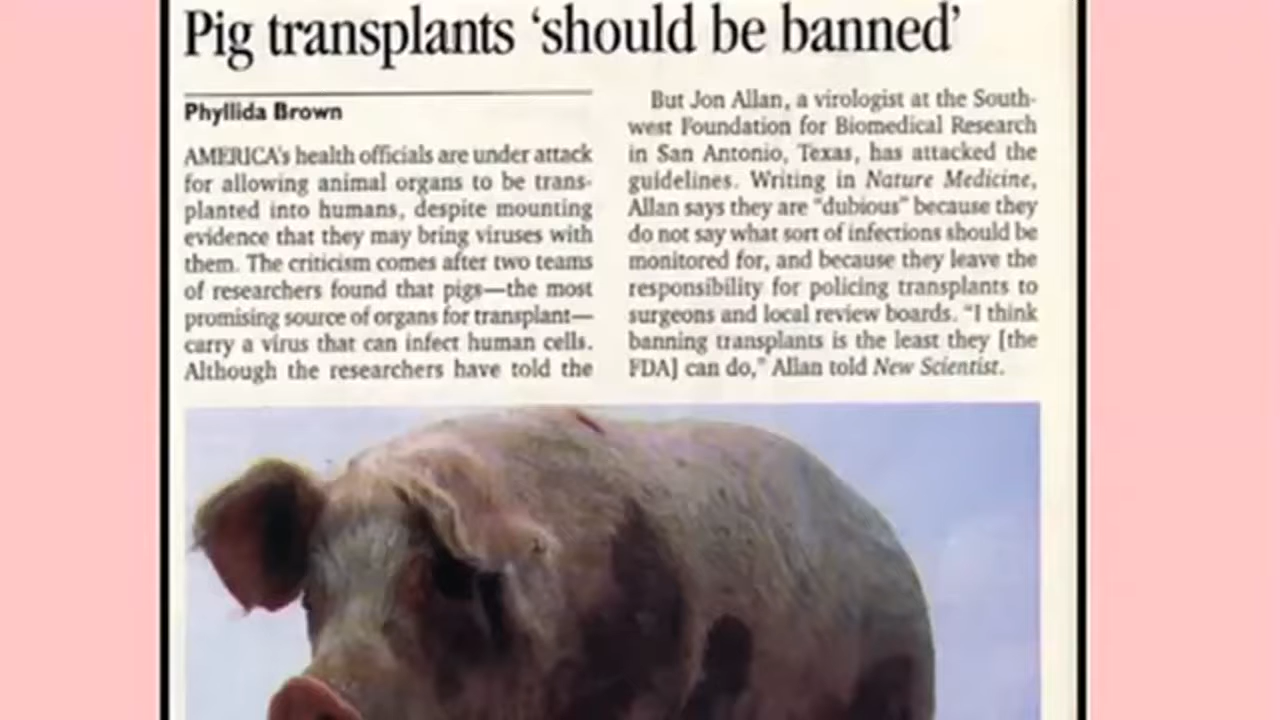 Pig transplants ‘should be banned’
Phyllida Brown
AMERICA's health officials are under attack
for allowing animal organs to be trans-
planted into humans, despite mounting
evidence that they may bring viruses with
them. The criticism comes after two teams
of researchers found that pigs—the most
promising source of organs for transplant—
carry a virus that can infect human cells.
Although the researchers have told the
But Jon Allan, a virologist at the South-
west Foundation for Biomedical Research
in San Antonio, Texas, has attacked the
guidelines. Writing in Nature Medicine,
Allan says they are “dubious” because they
do not say what sort of infections should be
monitored for, and because they leave the
responsibility for policing transplants to
surgeons and local review boards. “I think
banning transplants is the least they [the
FDA] can do,” Allan told New Scientist.